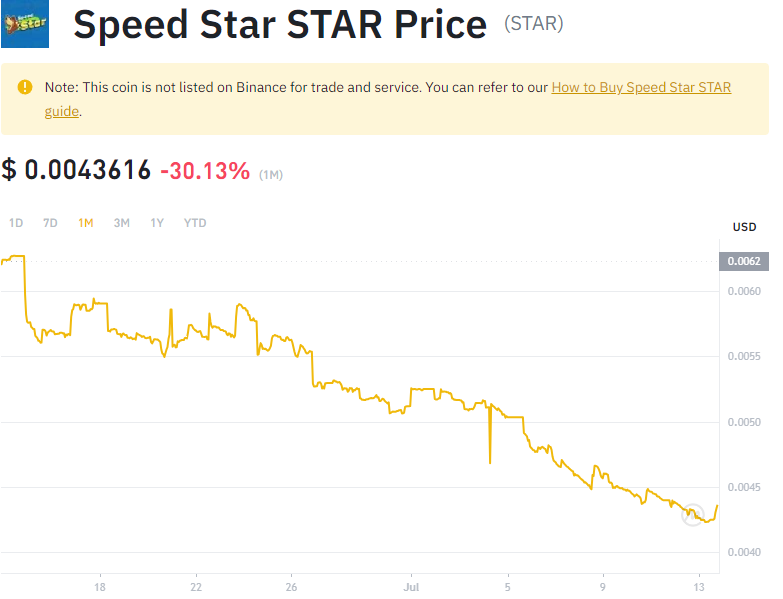 Speed Star STAR Price (STAR)
Note: This coin is not listed on Binance for trade and service. You can refer to our How to Buy Speed Star STAR
guide.
$ 0.0043616 -30.13% (1M)
1D 7D 1M 3M 1Y YTD
USD
0.0062
0.0060
0.0055
0.0050
0.0045
0.0040
18 22 26 Jul 5 9 13